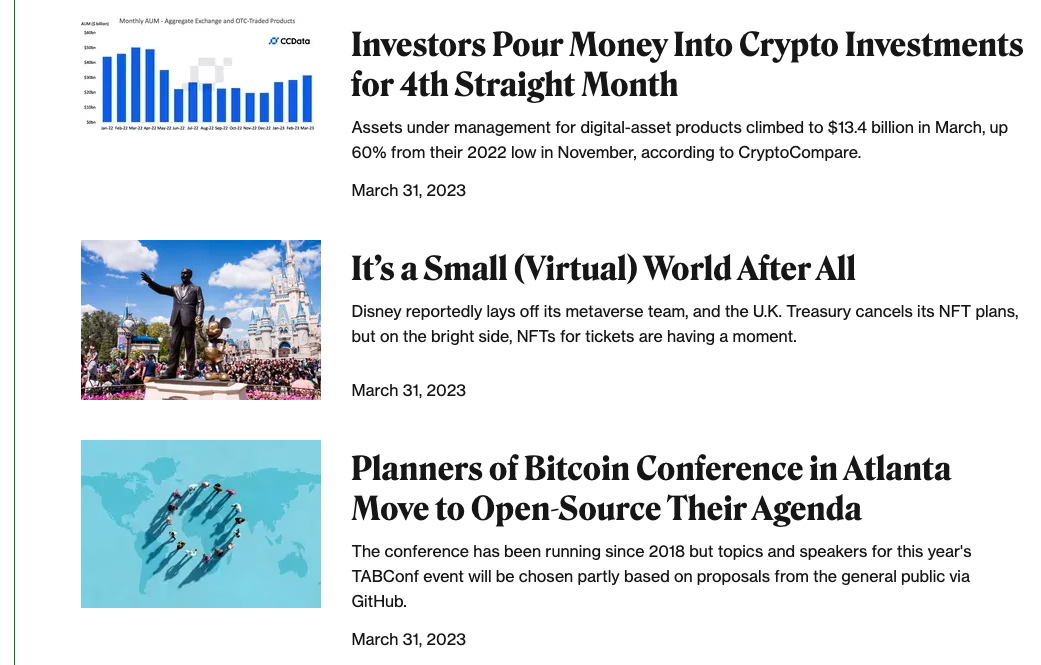 Monthly AUM - Aggregate Exchange and OTC-Traded Products
AUM ($ billion)
CCData
$60bn
$50bn
$40bn
$30bn
$20bn
$10bn
$0bn
Jan-22 Feb-22 Mar-22 Apr-22 May-22 Jun-22 Jul-22 Aug-22 Sep-22 Oct-22 Nov-22 Dec-22 Jan-23 Feb-23 Mar-23
Investors Pour Money Into Crypto Investments
for 4th Straight Month
Assets under management for digital-asset products climbed to $13.4 billion in March, up
60% from their 2022 low in November, according to CryptoCompare.
March 31, 2023
It’s a Small (Virtual) World After All
Disney reportedly lays off its metaverse team, and the U.K. Treasury cancels its NFT plans,
but on the bright side, NFTs for tickets are having a moment.
March 31, 2023
Planners of Bitcoin Conference in Atlanta
Move to Open-Source Their Agenda
The conference has been running since 2018 but topics and speakers for this year's
TABConf event will be chosen partly based on proposals from the general public via
GitHub.
March 31, 2023